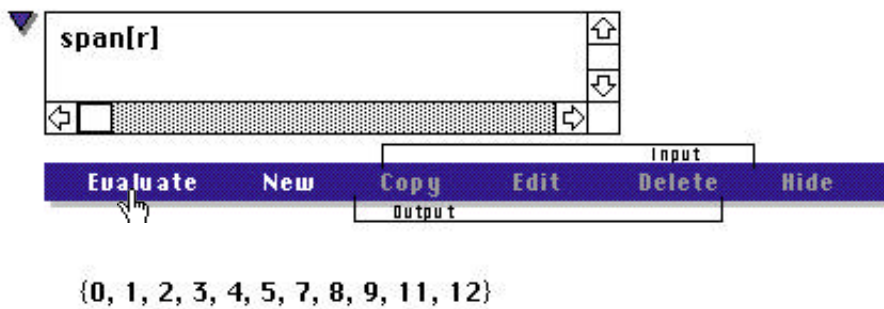 span[r]
Input
Evaluate New Copy Edit Delete Hide
Output
{0, 1, 2, 3, 4, 5, 7, 8, 9, 11, 12}